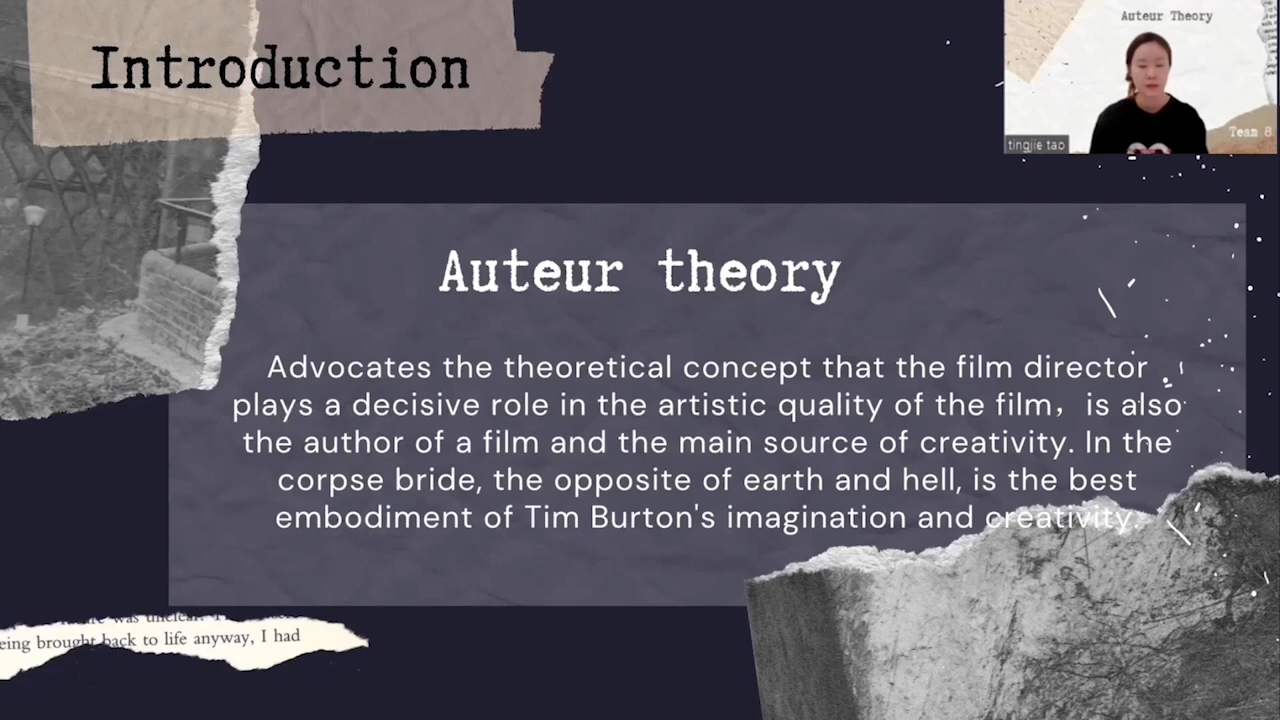 Introduction
Auteur Theory
Team 8
tingjie tao
Auteur theory
Advocates the theoretical concept that the film director
plays a decisive role in the artistic quality of the film， is also
the author of a film and the main source of creativity. In the
corpse bride, the opposite of earth and hell, is the best
embodiment of Tim Burton's imagination and creativity.
was unclear.
eing brought back to life anyway, I had